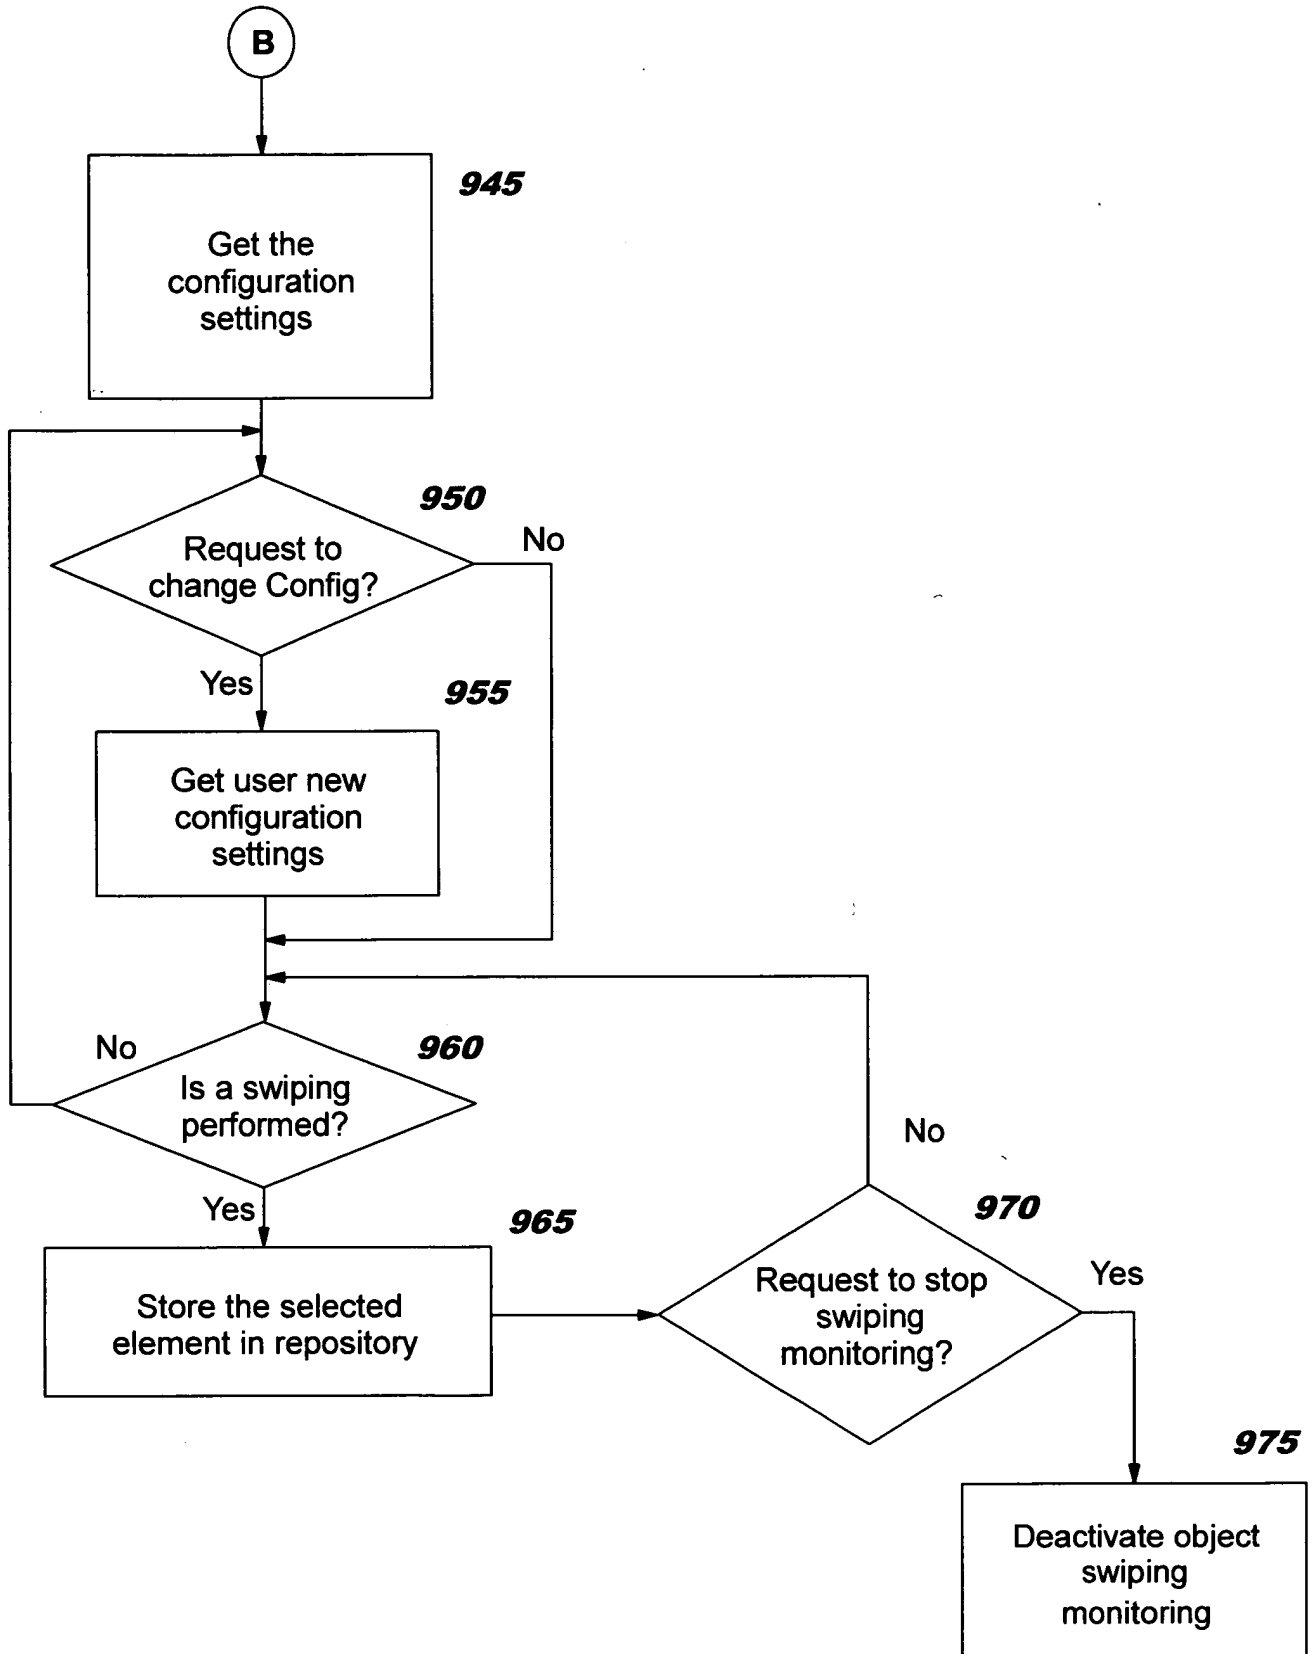 B
945
Get the
configuration
settings
950
No
Request to
change Config?
Yes
955
Get user new
configuration
settings
No
960
Is a swiping
performed?
Yes
965
Store the selected
element in repository
No
970
Request to stop
swiping
monitoring?
Yes
975
Deactivate object
swiping
monitoring